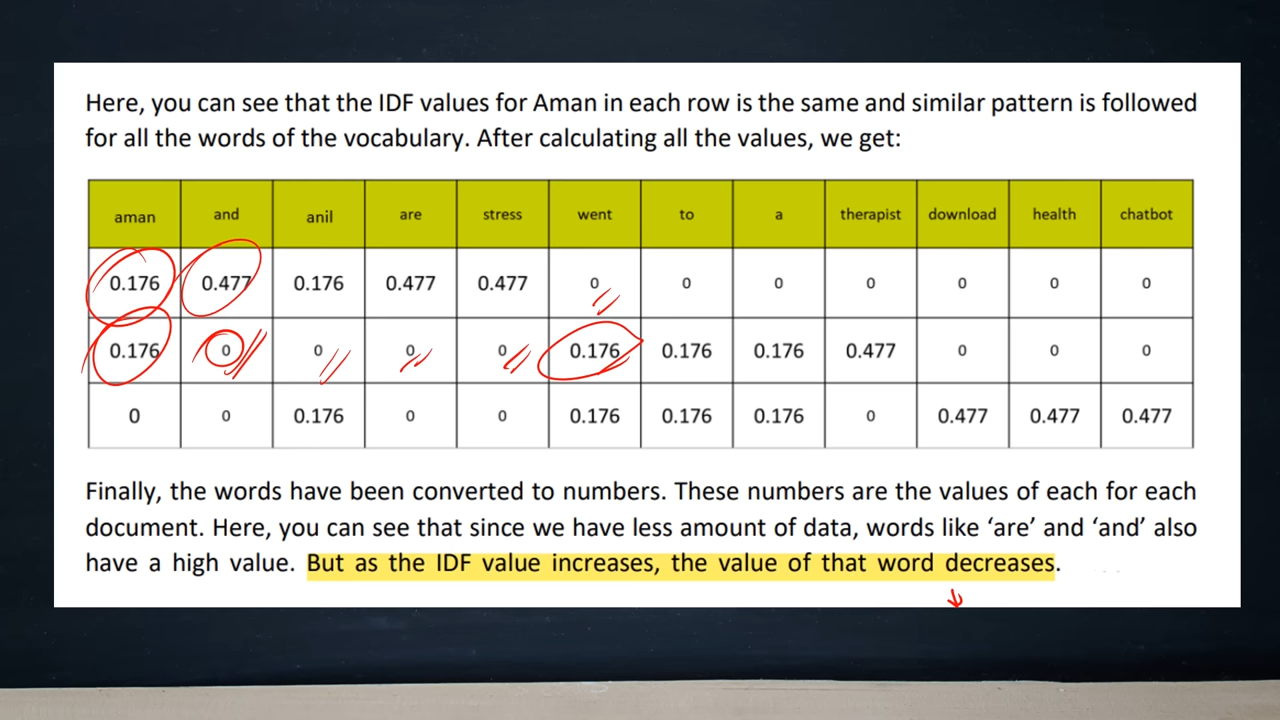 Here, you can see that the IDF values for Aman in each row is the same and similar pattern is followed
for all the words of the vocabulary. After calculating all the values, we get:
aman and anil are stress went to a therapist download health chatbot
0.176 0.477 0.176 0.477 0.477 0 0 0 0 0 0 0
0.176 0 0 0 0 0.176 0.176 0.176 0.477 0 0 0
0 0 0.176 0 0 0.176 0.176 0.176 0 0.477 0.477 0.477
Finally, the words have been converted to numbers. These numbers are the values of each for each
document. Here, you can see that since we have less amount of data, words like ‘are’ and ‘and’ also
have a high value. But as the IDF value increases, the value of that word decreases.